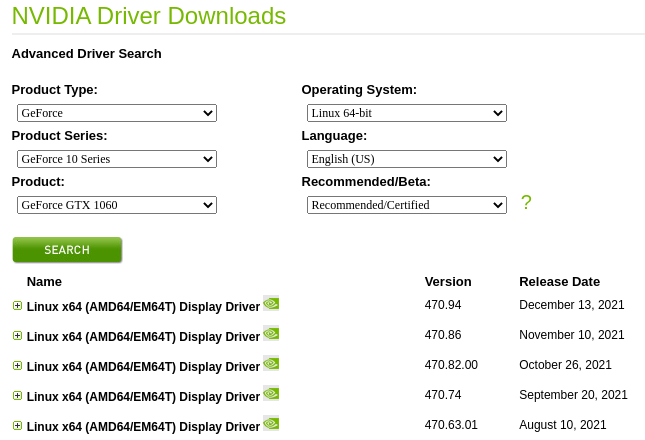 NVIDIA Driver Downloads
Advanced Driver Search
Product Type: Operating System:
GeForce Linux 64-bit
Product Series: Language:
GeForce 10 Series English (US)
Product: Recommended/Beta:
GeForce GTX 1060 Recommended/Certified ?
SEARCH
Name Version Release Date
Linux x64 (AMD64/EM64T) Display Driver 470.94 December 13, 2021
Linux x64 (AMD64/EM64T) Display Driver 470.86 November 10, 2021
Linux x64 (AMD64/EM64T) Display Driver 470.82.00 October 26, 2021
Linux x64 (AMD64/EM64T) Display Driver 470.74 September 20, 2021
Linux x64 (AMD64/EM64T) Display Driver 470.63.01 August 10, 2021